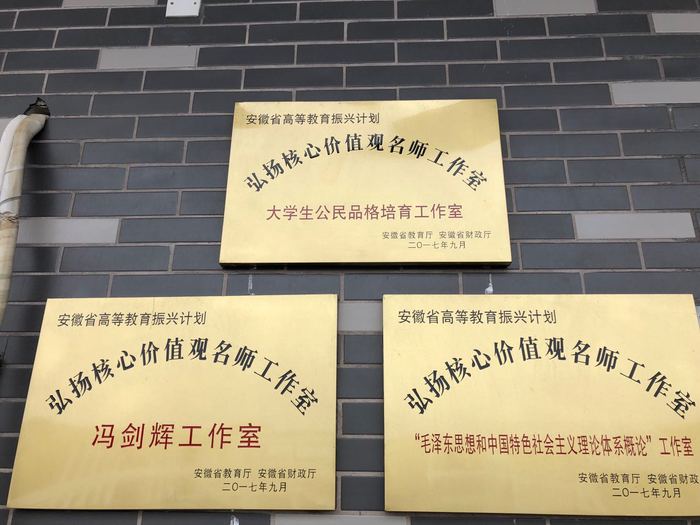 安徽省高等教育振兴计划
弘扬核心价值观名师工作室
大学生公民品格培育工作室
安徽省教育厅 安徽省财政厅
二〇一七年九月
安徽省高等教育振兴计划
弘扬核心价值观名师工作室
冯剑辉工作室
安徽省教育厅 安徽省财政厅
二〇一七年九月
安徽省高等教育振兴计划
弘扬核心价值观名师工作室
“毛泽东思想和中国特色社会主义理论体系概论”工作室
安徽省教育厅 安徽省财政
二〇一七年九月